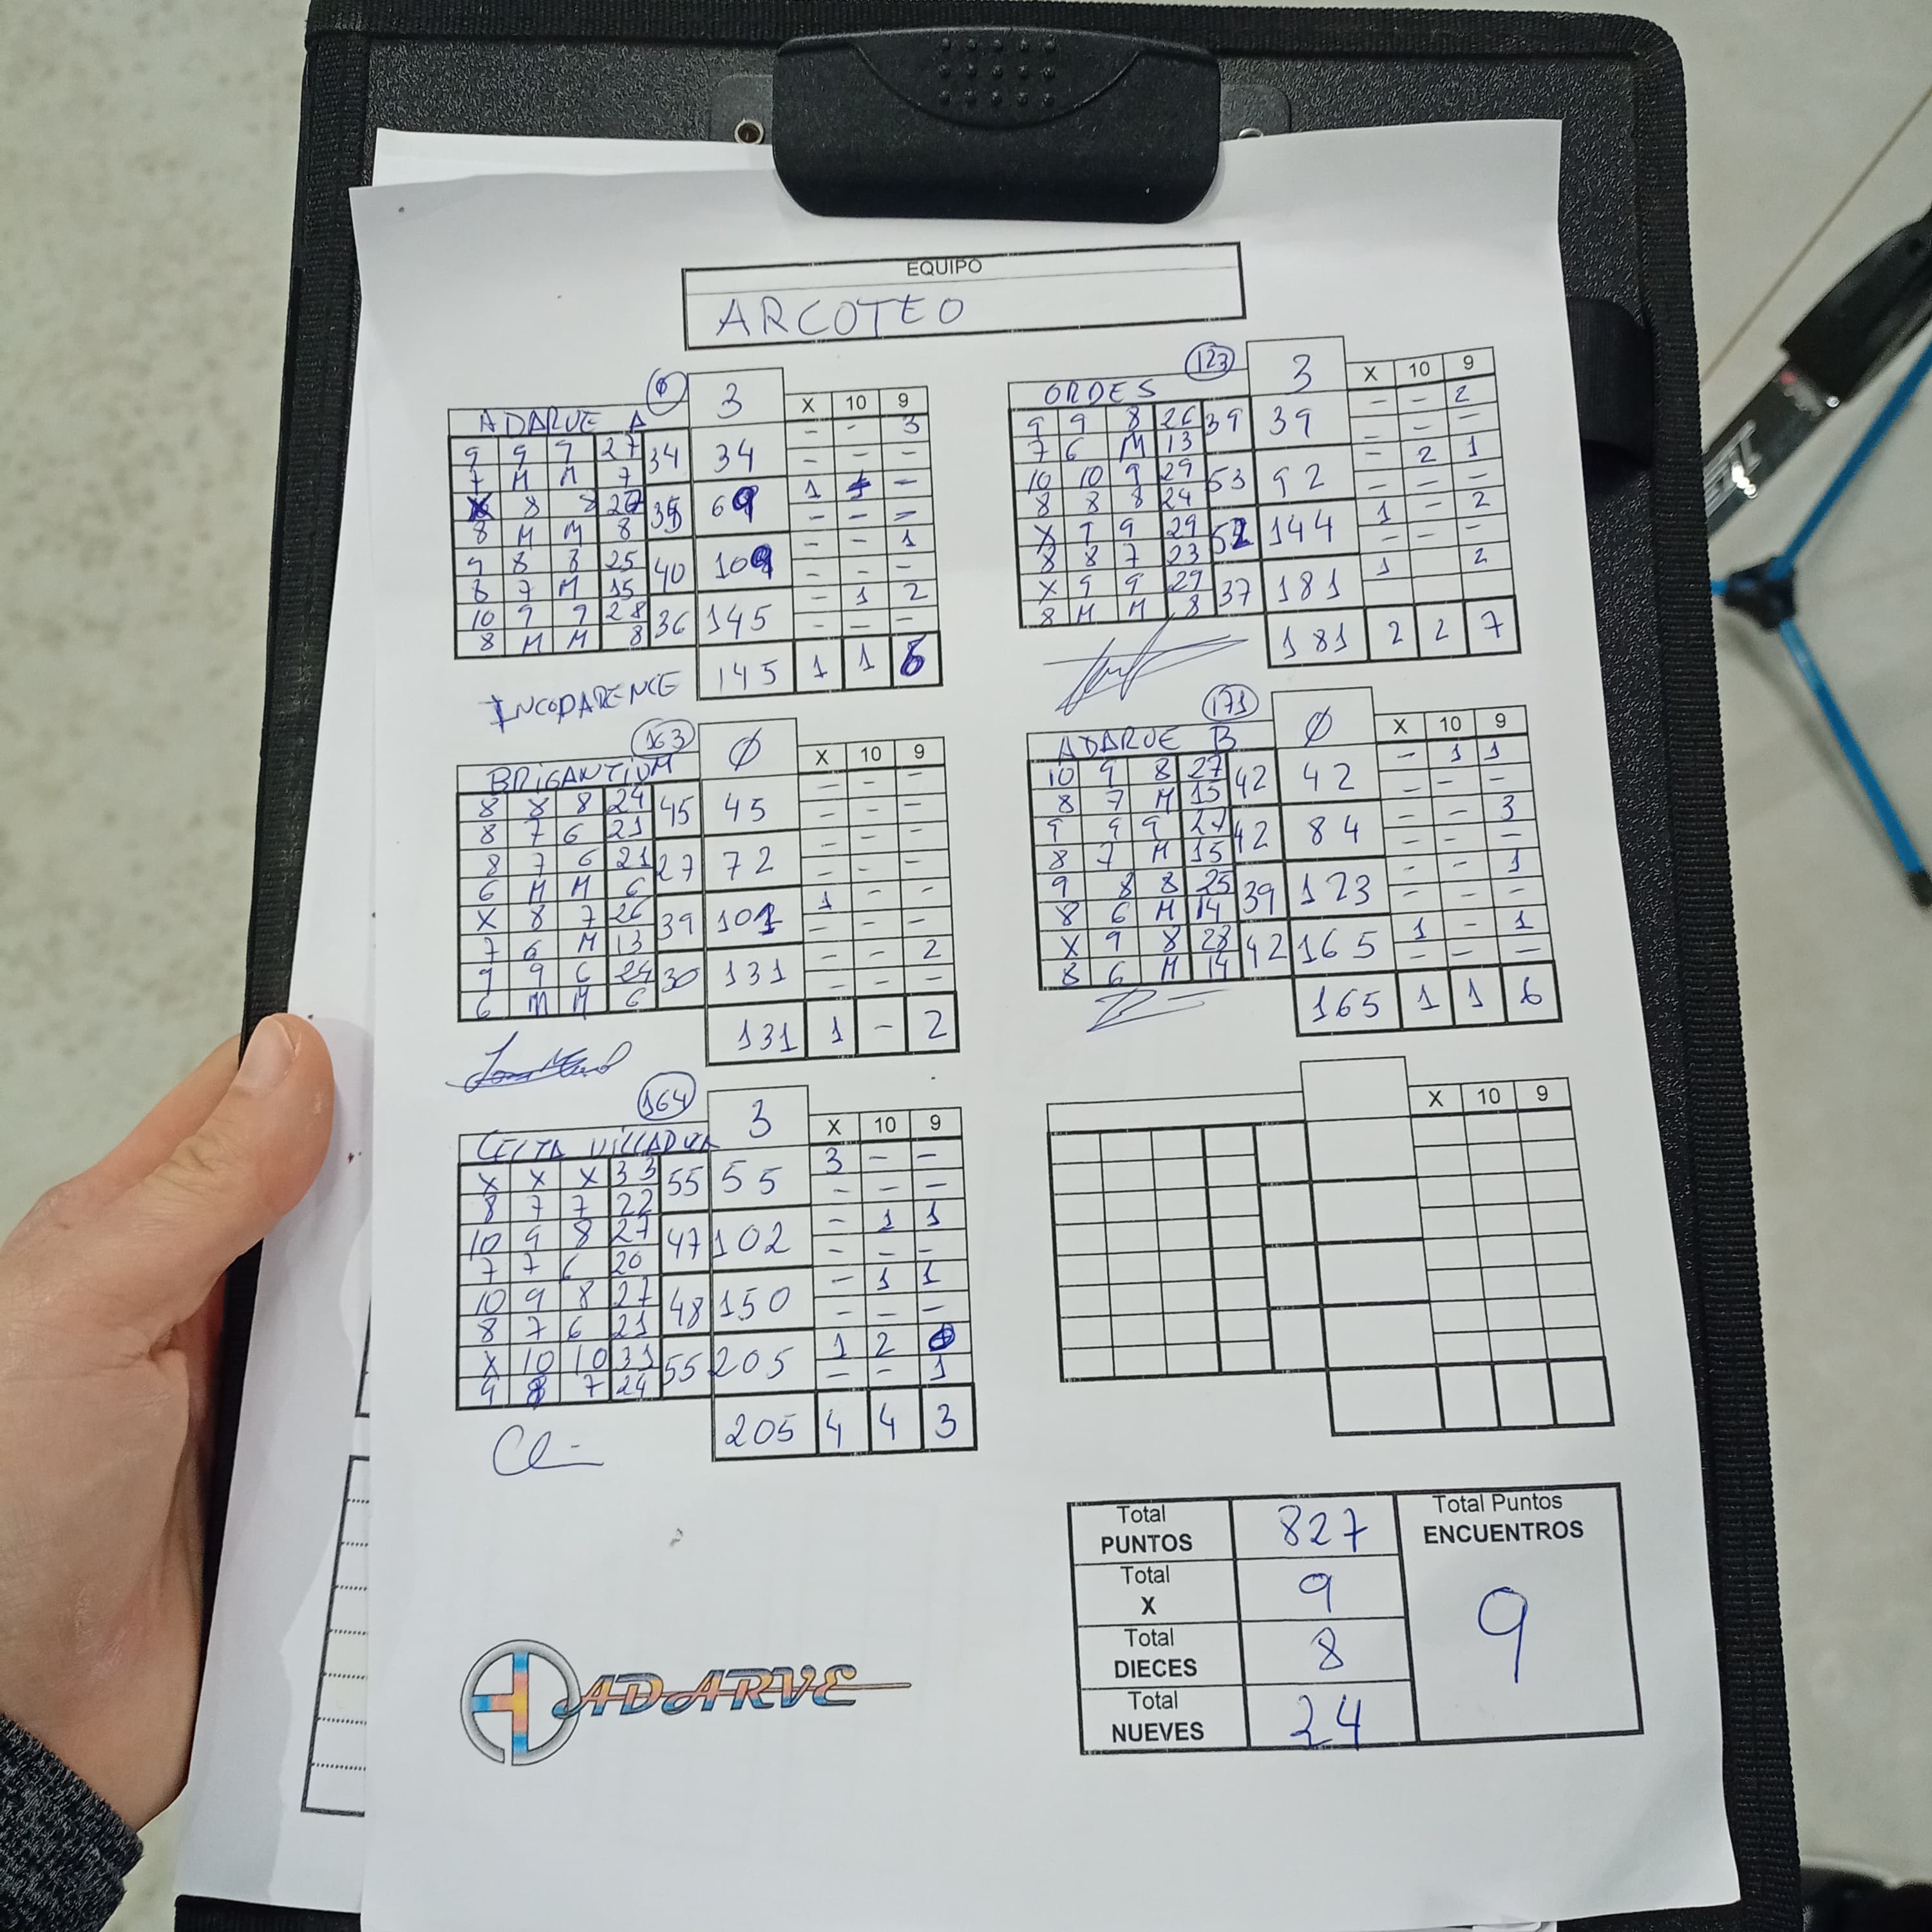 EQUIPO
ARCOTEO
ADARVE A 0 3 X 10 9
9 9 9 27 34 34 - - 3
7 M M 7 - - -
X 8 8 35 69 1 -
8 M M 8 - - -
9 8 8 25 40 109 - - 1
8 7 M 15 - - -
10 9 9 28 36 145 - 1 2
8 M M 8 - - -
145 1 1 6
INCOPARENCE
ORDES 123 3 X 10 9
9 9 8 26 39 39 - - 2
7 6 M 13 - - -
10 10 9 29 53 92 - 2 1
8 8 8 24 - - -
X 9 9 29 52 144 1 - 2
8 8 7 23 - - -
X 9 9 29 37 181 1 2
8 M M 8
181 2 2 7
BRIGANTIUM 163 Ø X 10 9
8 8 8 24 45 45 - - -
8 7 6 21 - - -
8 7 6 21 27 72 - - -
6 M M 6 - - -
X 8 7 26 39 101 1 - -
7 6 M 13 - - -
9 9 6 24 30 131 - - 2
6 M M 6 - - -
131 1 - 2
ADARVE B 171 Ø X 10 9
10 9 8 27 42 42 - 1 1
8 7 M 15 - - -
9 9 9 27 42 84 - - 3
8 7 M 15 - - -
9 8 8 25 39 123 - - 1
8 6 M 14 - - -
X 9 8 28 42 165 1 - 1
8 6 M 14 - - -
165 1 1 6
CELTA 164 3 X 10 9
X X X 33 55 55 3 - -
8 7 7 22 - - -
10 9 8 27 47 102 - 1 1
7 7 6 20 - - -
10 9 8 27 48 150 - 1 1
8 7 6 21 - - -
X 10 10 31 55 205 1 2
9 8 7 24 - - 1
205 4 4 3
X 10 9
Total PUNTOS 827
Total X 9
Total DIECES 8
Total NUEVES 24
Total Puntos
ENCUENTROS
9
ADARVE